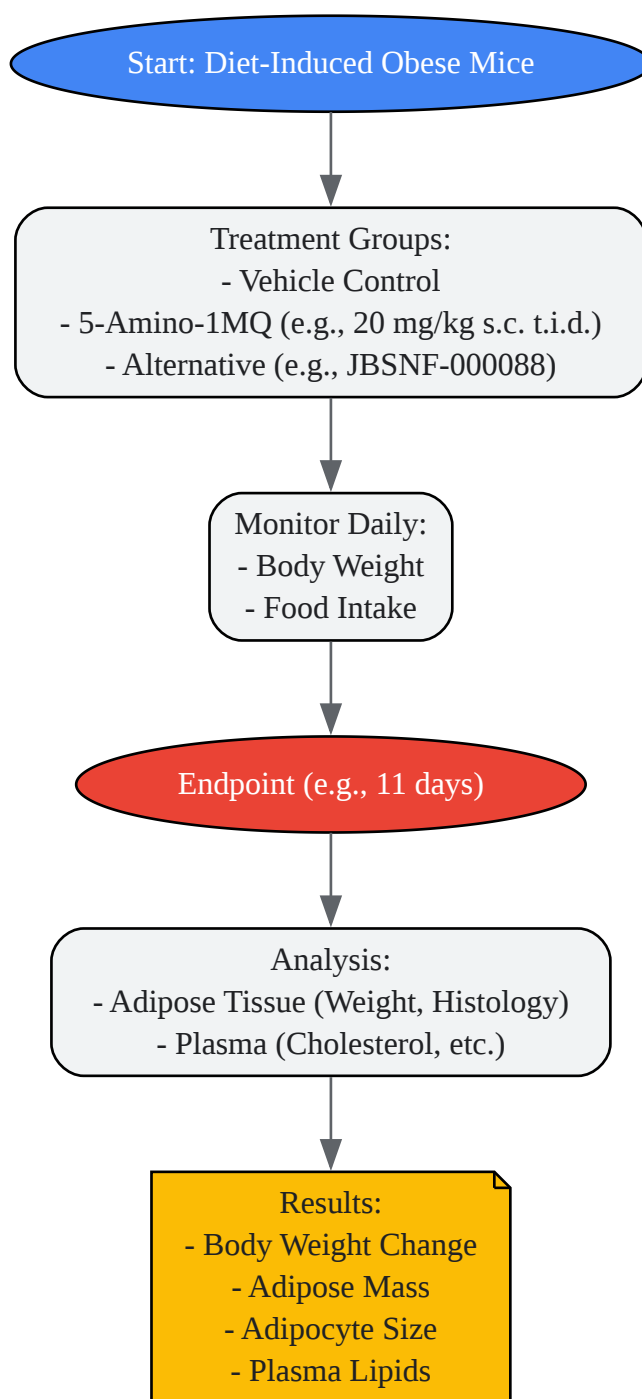 Start: Diet-Induced Obese Mice
Treatment Groups:
- Vehicle Control
- 5-Amino-1MQ (e.g., 20 mg/kg s.c. t.i.d.)
- Alternative (e.g., JBSNF-000088)
Monitor Daily:
- Body Weight
- Food Intake
Endpoint (e.g., 11 days)
Analysis:
- Adipose Tissue (Weight, Histology)
- Plasma (Cholesterol, etc.)
Results:
- Body Weight Change
- Adipose Mass
- Adipocyte Size
- Plasma Lipids